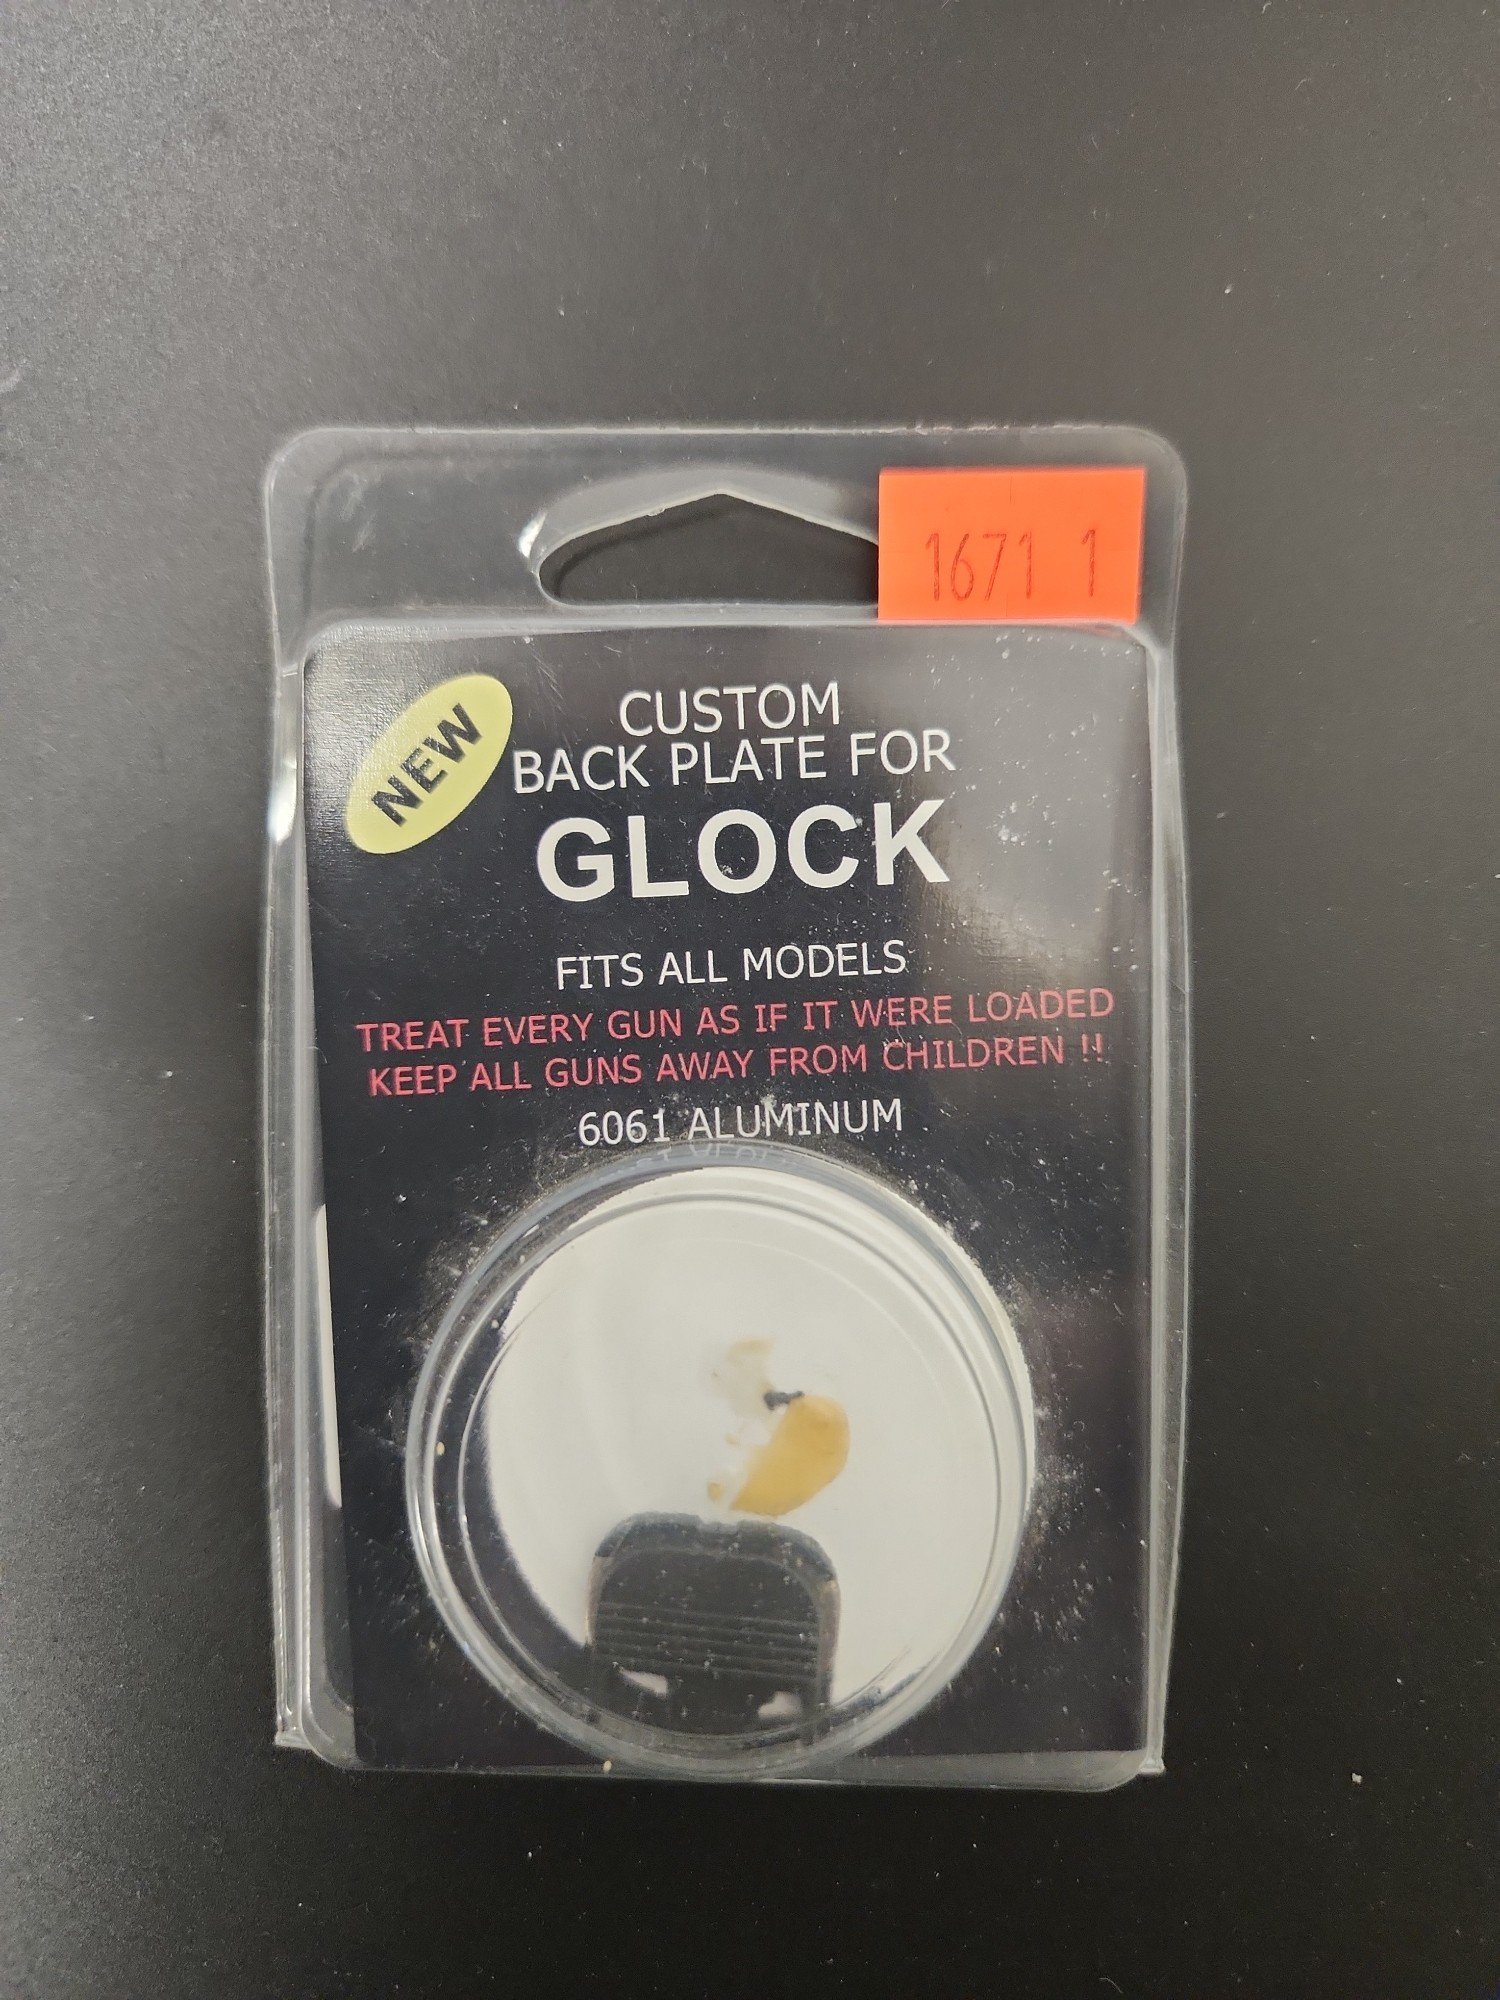 1671 1
NEW
CUSTOM
BACK PLATE FOR
GLOCK
FITS ALL MODELS
TREAT EVERY GUN AS IF IT WERE LOADED
KEEP ALL GUNS AWAY FROM CHILDREN !!
6061 ALUMINUM